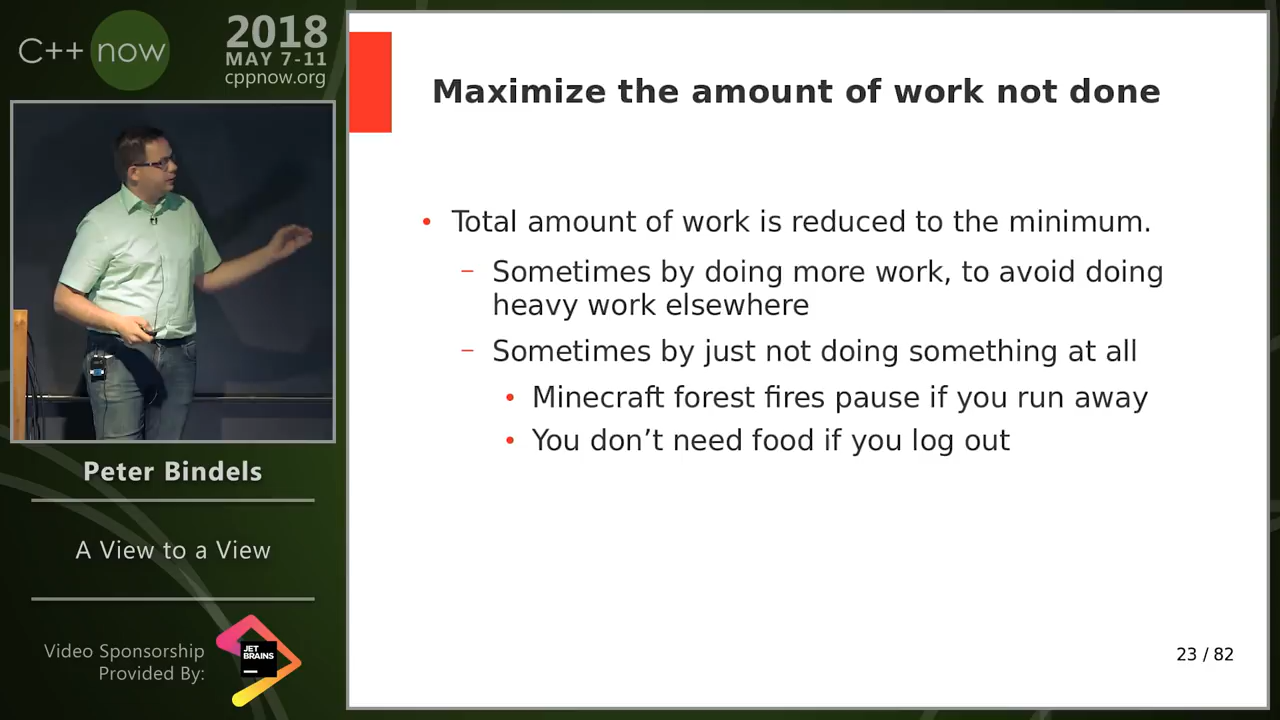 C++ now
2018
MAY 7-11
cppnow.org
Maximize the amount of work not done
• Total amount of work is reduced to the minimum.
– Sometimes by doing more work, to avoid doing
heavy work elsewhere
– Sometimes by just not doing something at all
• Minecraft forest fires pause if you run away
• You don’t need food if you log out
23 / 82
Peter Bindels
A View to a View
Video Sponsorship
Provided By:
JET
BRAINS